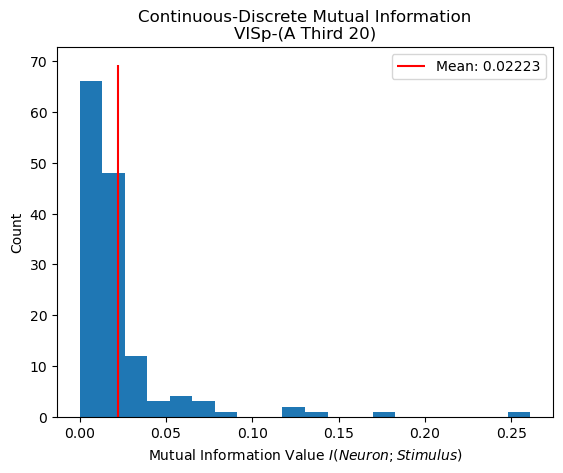 Continuous-Discrete Mutual Information
VISp-(A Third 20)
Mean: 0.02223
70
60
50
40
30
20
10
0
Count
0.00 0.05 0.10 0.15 0.20 0.25
Mutual Information Value I(Neuron; Stimulus)